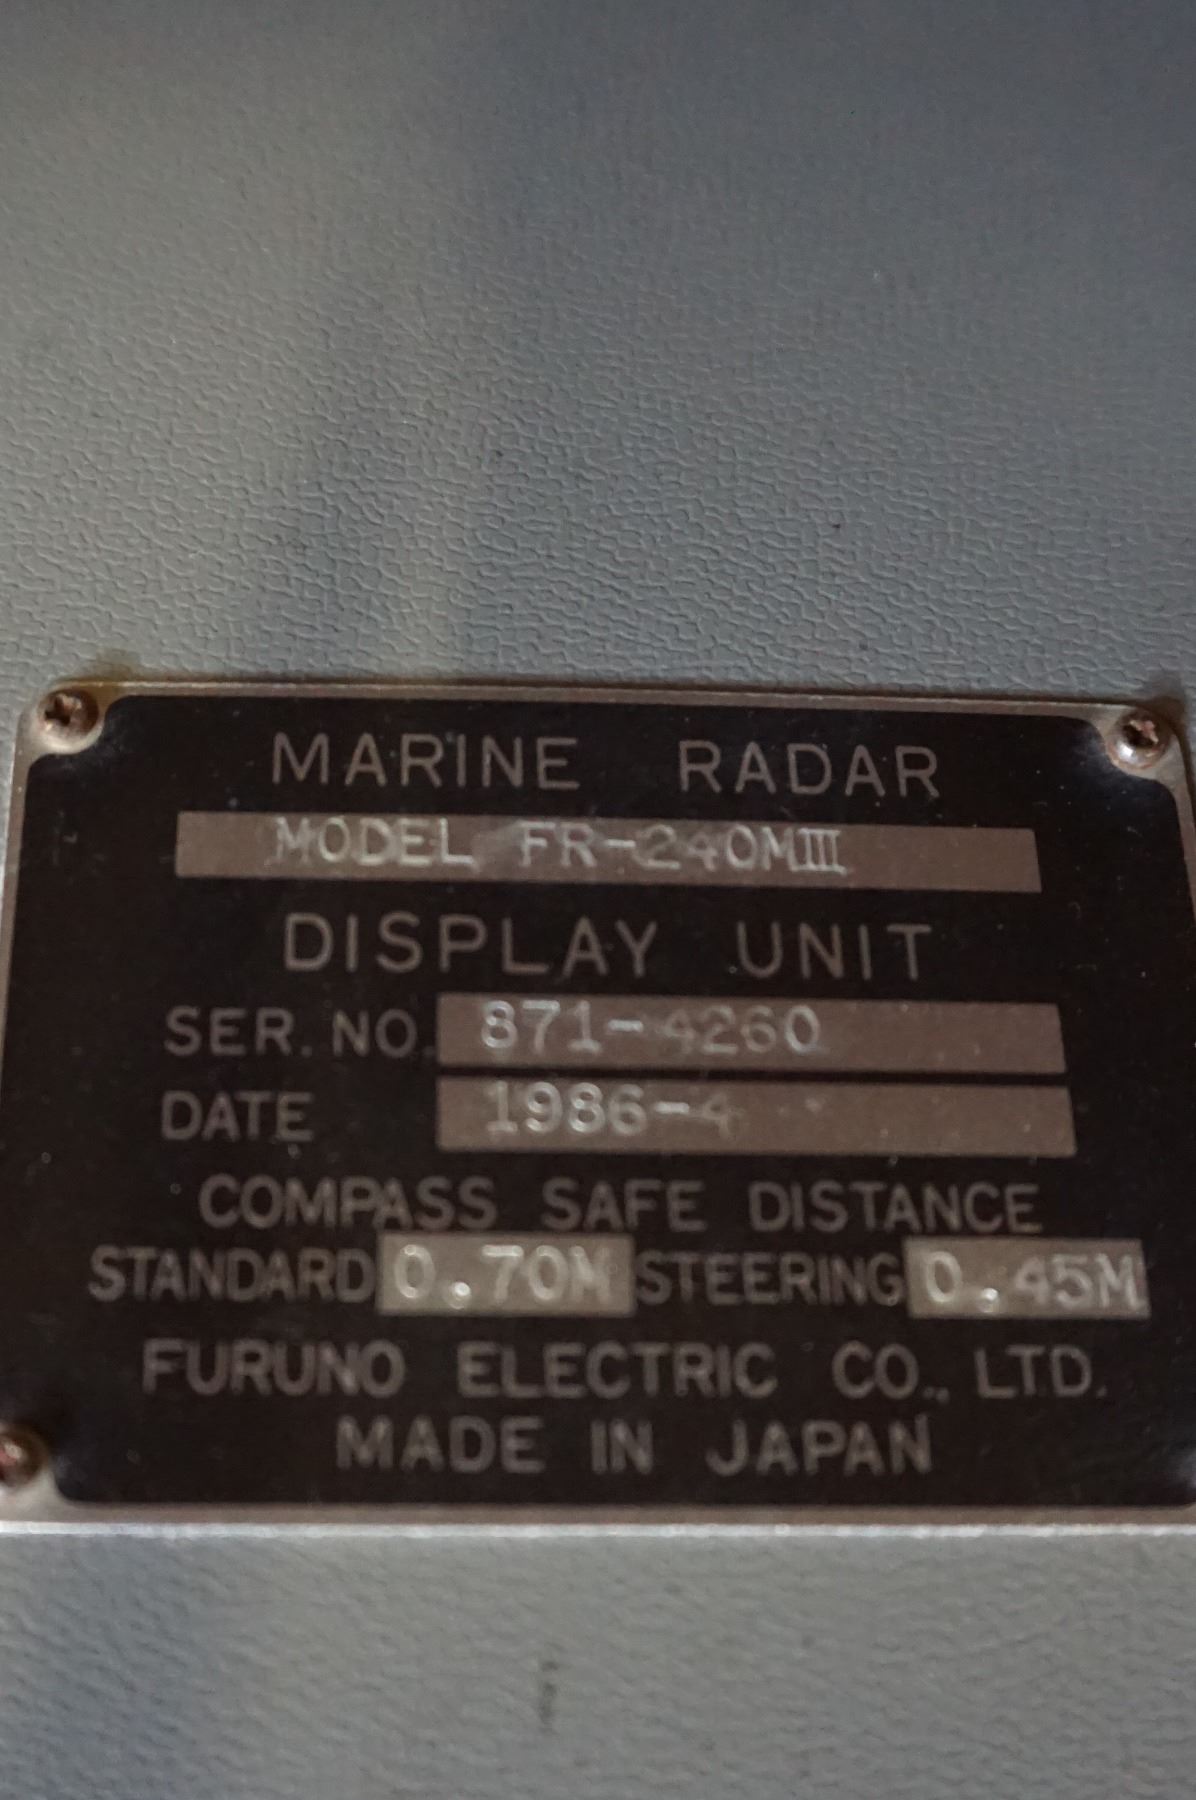 MARINE RADAR
MODEL FR-240MIII
DISPLAY UNIT
SER. NO. 871-4260
DATE 1986-4
COMPASS SAFE DISTANCE
STANDARD 0.70M STEERING 0.45M
FURUNO ELECTRIC CO., LTD.
MADE IN JAPAN